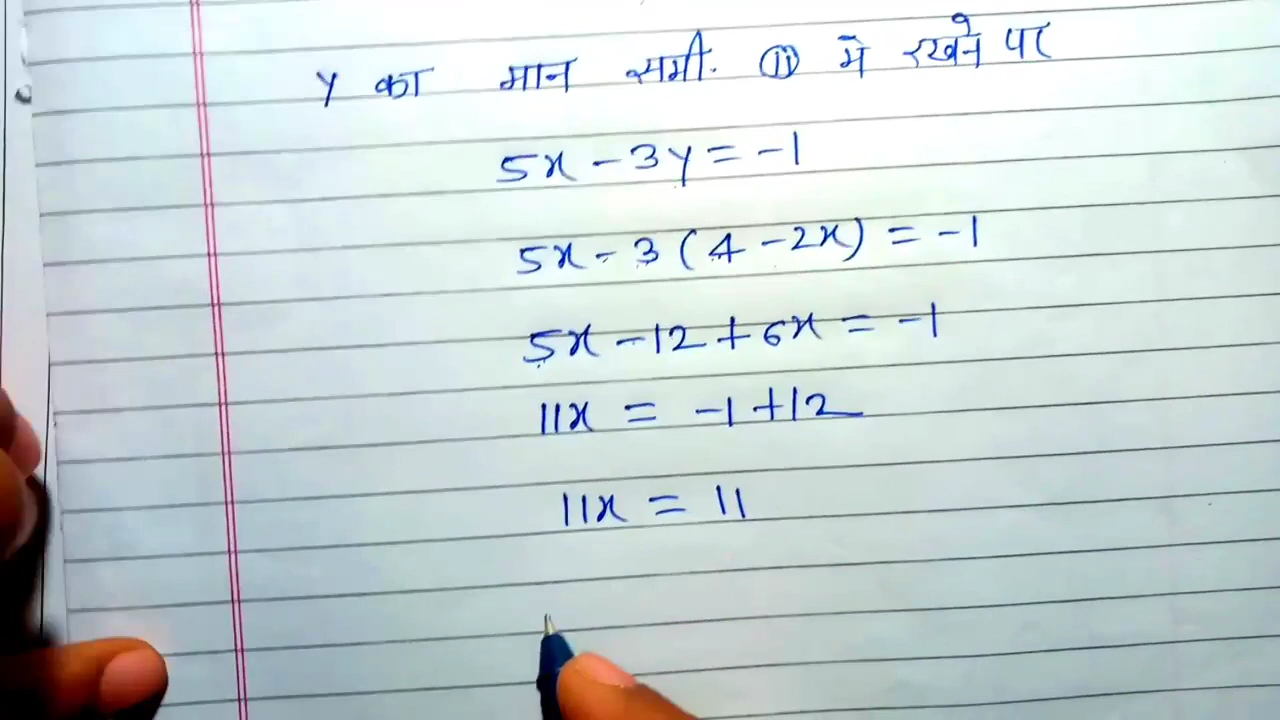 y का मान समी. (ii) मे रखने पर
5x - 3y = -1
5x - 3 (4 - 2x) = -1
5x - 12 + 6x = -1
11x = -1 + 12
11x = 11